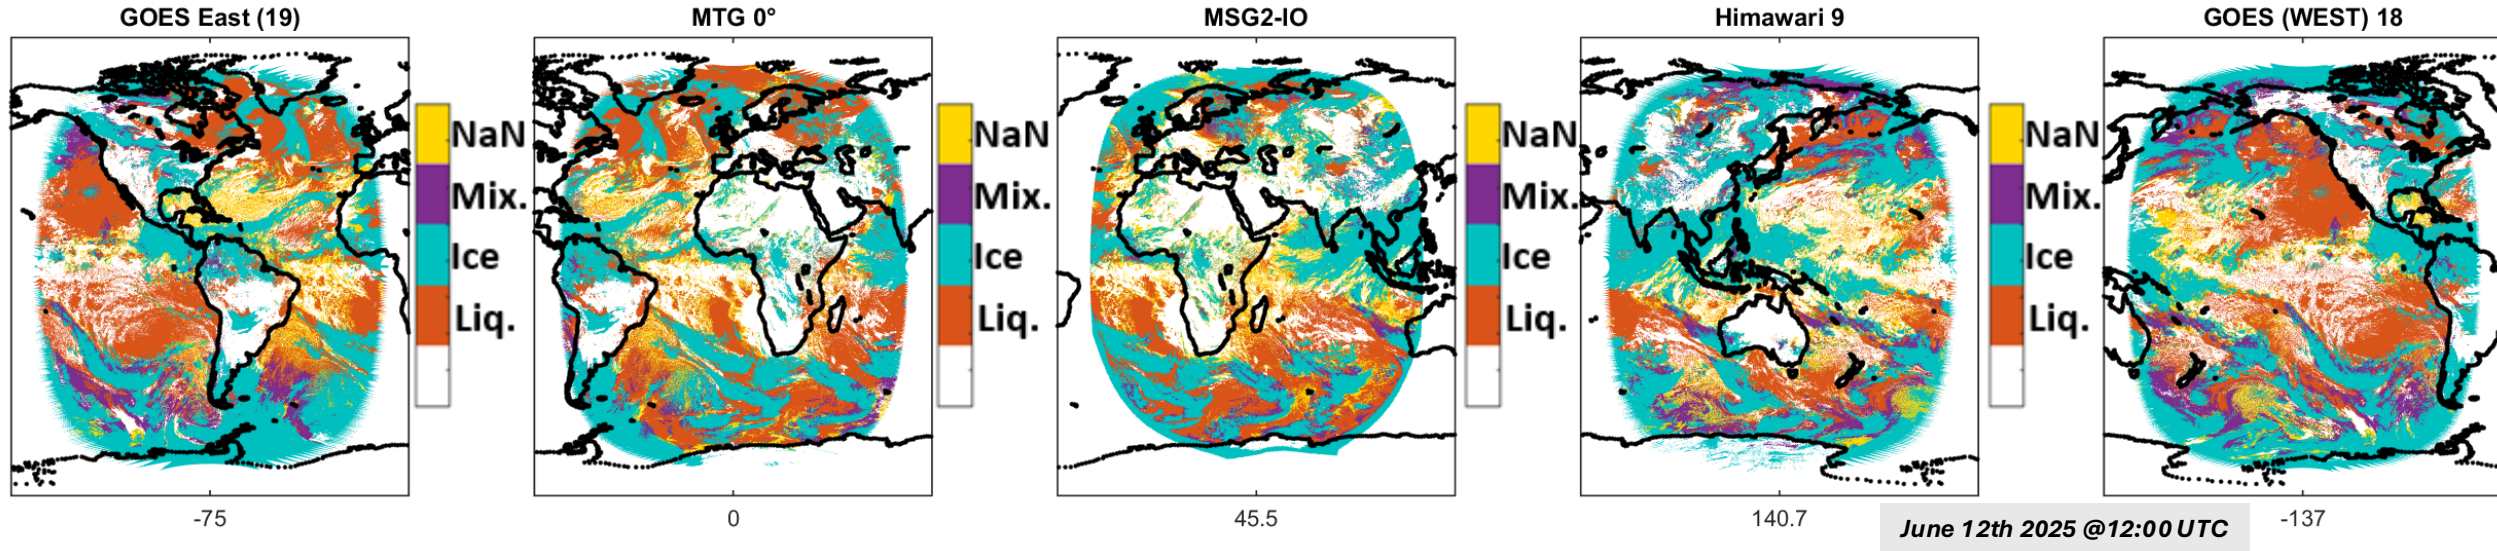 GOES East (19)
MTG 0°
MSG2-IO
Himawari 9
GOES (WEST) 18
NaN
Mix.
Ice
Liq.
NaN
Mix.
Ice
Liq.
NaN
Mix.
Ice
Liq.
NaN
Mix.
Ice
Liq.
-75
0
45.5
140.7
-137
June 12th 2025 @12:00 UTC